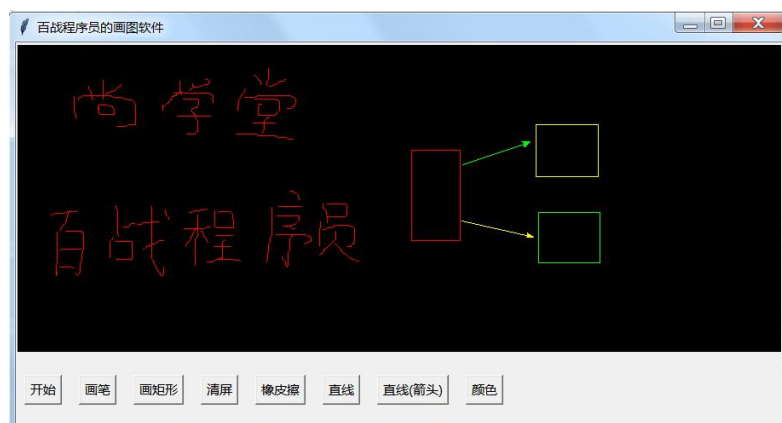 百战程序员的画图软件
尚学堂
百战程序员
开始 画笔 画矩形 清屏 橡皮擦 直线 直线(箭头) 颜色